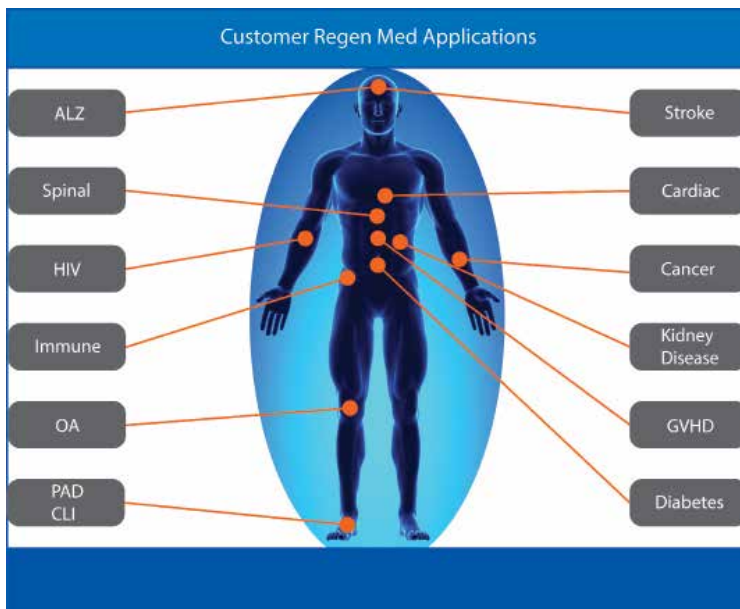 Customer Regen Med Applications
ALZ
Spinal
HIV
Immune
OA
PAD
CLI
Stroke
Cardiac
Cancer
Kidney
Disease
GVHD
Diabetes